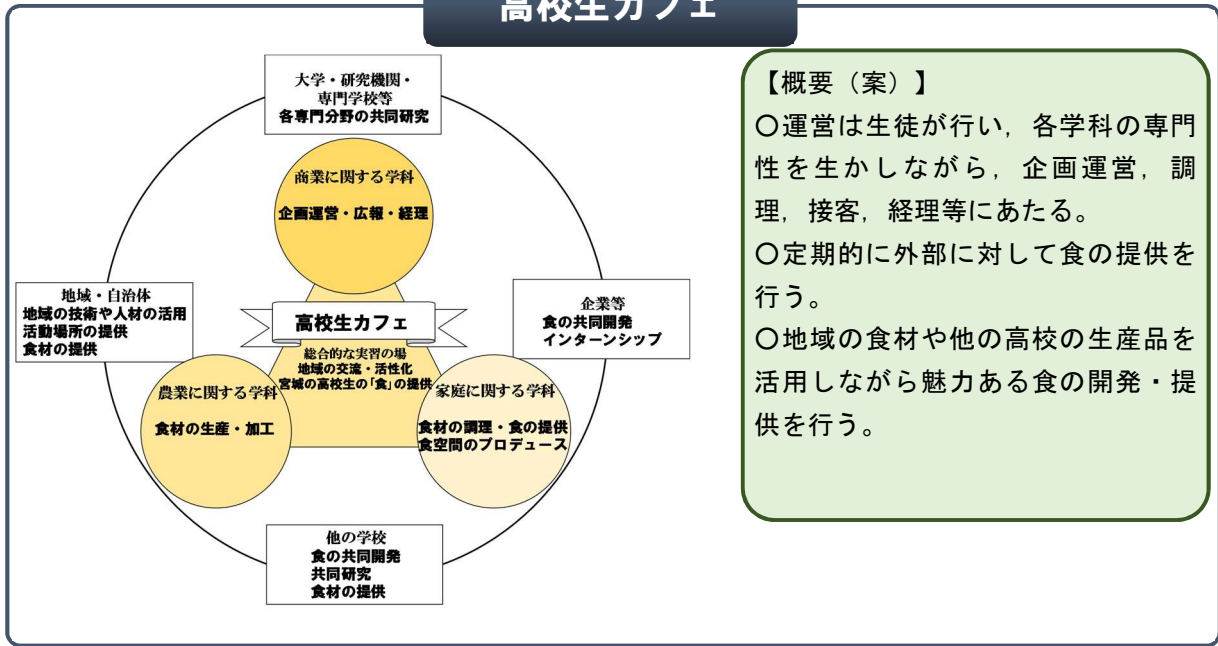 高校生カフェ
大学・研究機関・
専門学校等
各専門分野の共同研究
商業に関する学科
企画運営・広報・経理
地域・自治体
地域の技術や人材の活用
活動場所の提供
食材の提供
高校生カフェ
総合的な実習の場
地域の交流・活性化
宮城の高校生の「食」の提供
企業等
食の共同開発
インターンシップ
農業に関する学科
食材の生産・加工
家庭に関する学科
食材の調理・食の提供
食空間のプロデュース
他の学校
食の共同開発
共同研究
食材の提供
【概要（案）】
〇運営は生徒が行い，各学科の専門
性を生かしながら，企画運営，調
理，接客，経理等にあたる。
〇定期的に外部に対して食の提供を
行う。
〇地域の食材や他の高校の生産品を
活用しながら魅力ある食の開発・提
供を行う。